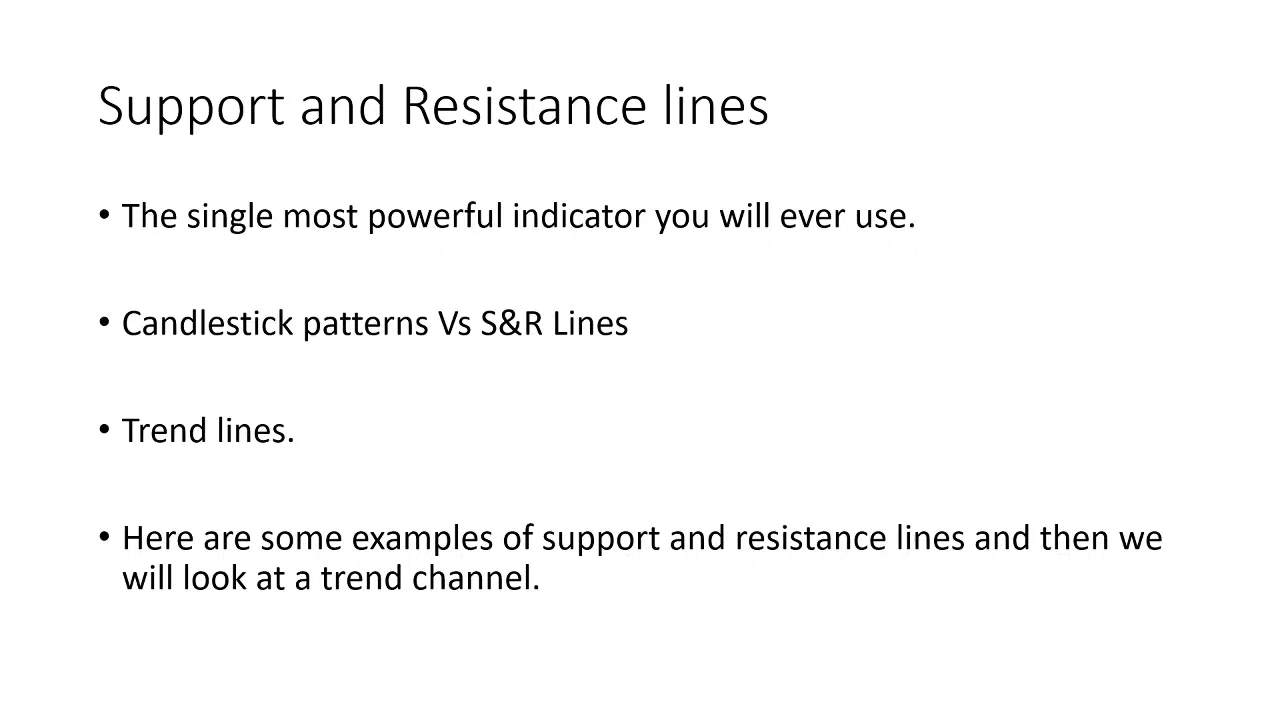 Support and Resistance lines
• The single most powerful indicator you will ever use.
• Candlestick patterns Vs S&R Lines
• Trend lines.
• Here are some examples of support and resistance lines and then we
will look at a trend channel.